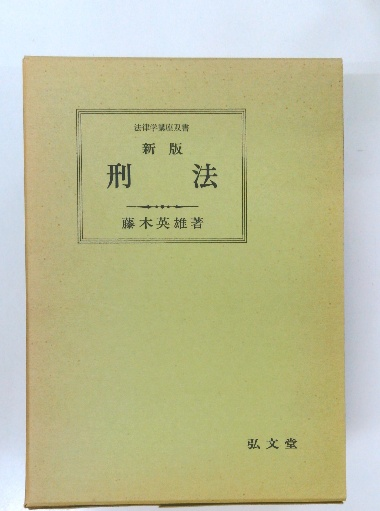 法律学講座双書
新版
刑法
藤木英雄著
弘文堂